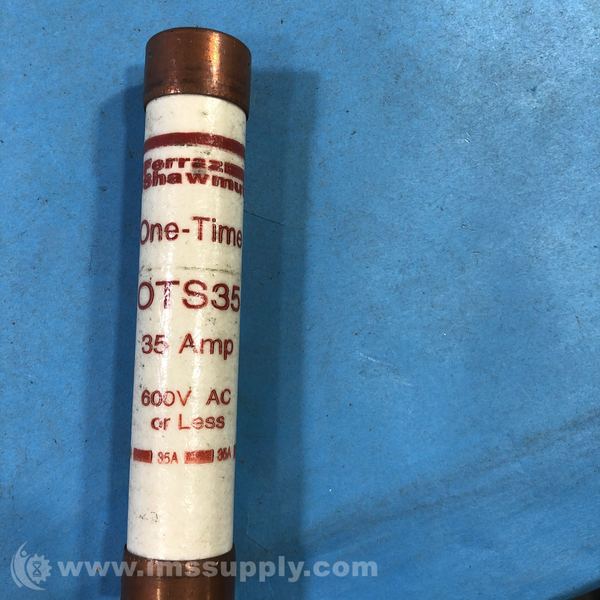 Ferraz
Shawmut
One-Time
OTS35
35 Amp
600V AC
or Less
35A 35A
www.imssupply.com